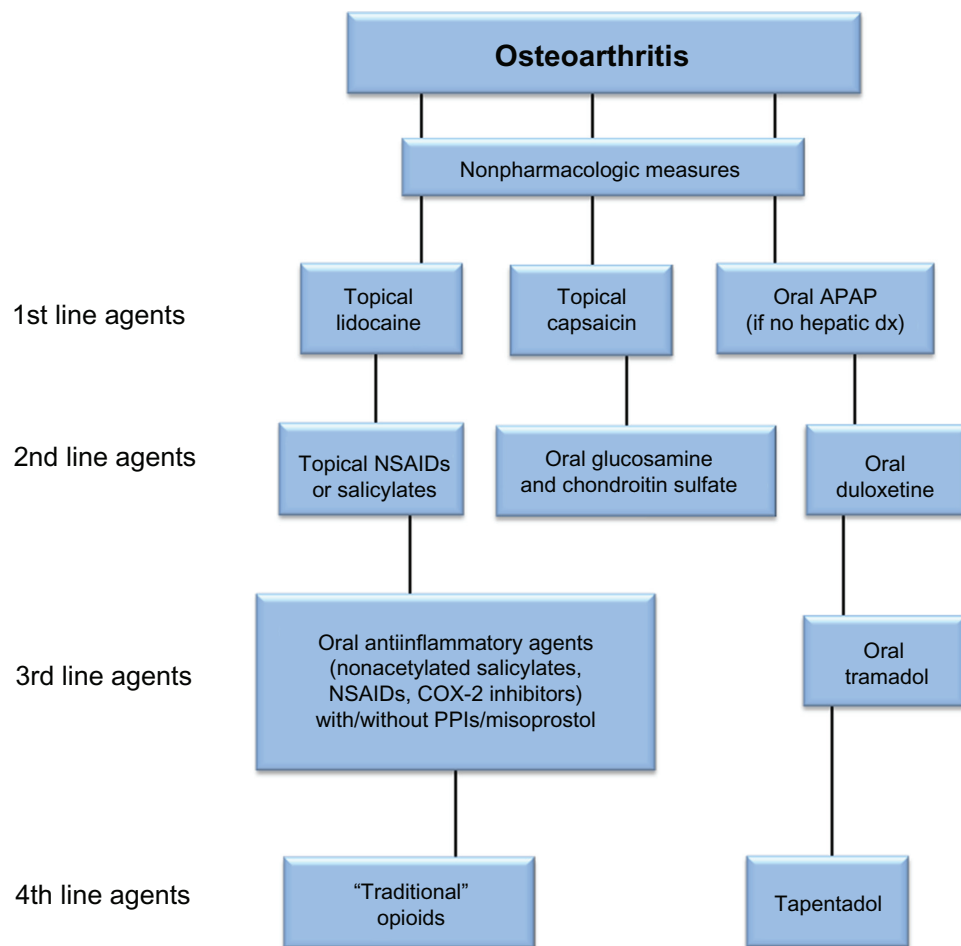 Osteoarthritis
Nonpharmacologic measures
1st line agents
Topical
lidocaine
Topical
capsaicin
Oral APAP
(if no hepatic dx)
2nd line agents
Topical NSAIDs
or salicylates
Oral glucosamine
and chondroitin sulfate
Oral
duloxetine
3rd line agents
Oral antiinflammatory agents
(nonacetylated salicylates,
NSAIDs, COX-2 inhibitors)
with/without PPIs/misoprostol
Oral
tramadol
4th line agents
“Traditional”
opioids
Tapentadol